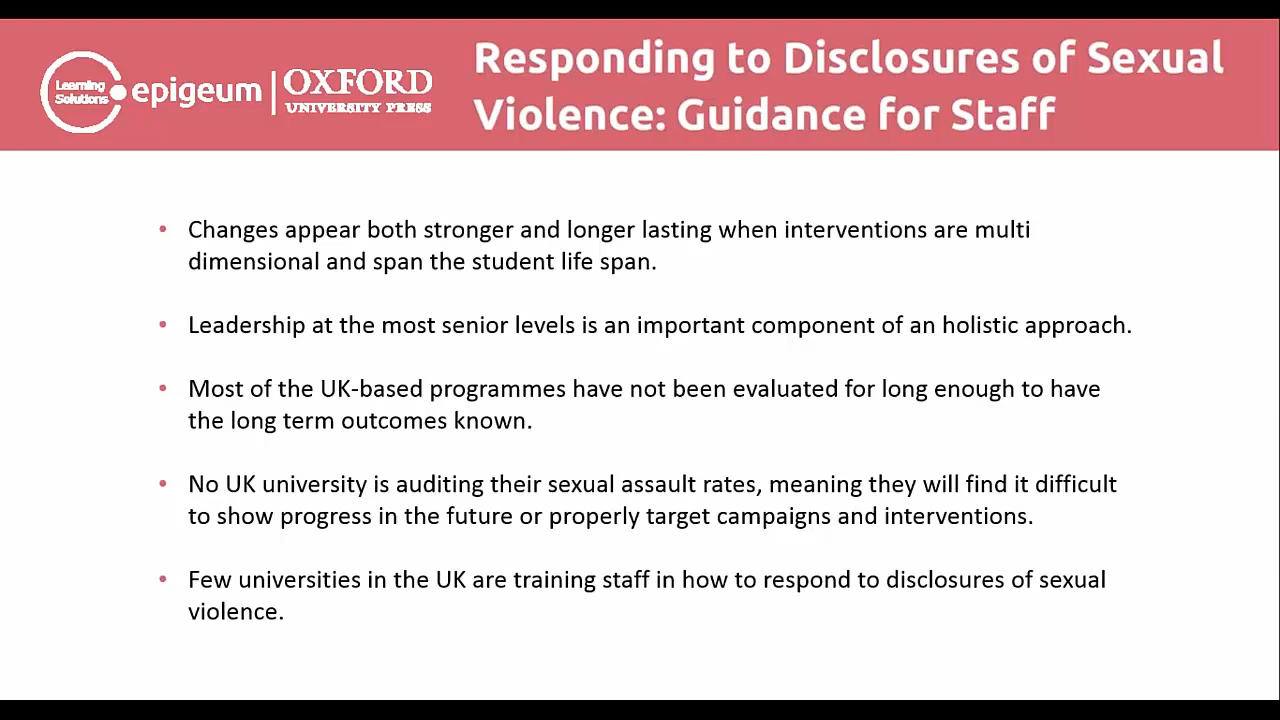 Learning
Solutions
epigeum
OXFORD
UNIVERSITY PRESS
Responding to Disclosures of Sexual
Violence: Guidance for Staff
• Changes appear both stronger and longer lasting when interventions are multi
dimensional and span the student life span.
• Leadership at the most senior levels is an important component of an holistic approach.
• Most of the UK-based programmes have not been evaluated for long enough to have
the long term outcomes known.
• No UK university is auditing their sexual assault rates, meaning they will find it difficult
to show progress in the future or properly target campaigns and interventions.
• Few universities in the UK are training staff in how to respond to disclosures of sexual
violence.